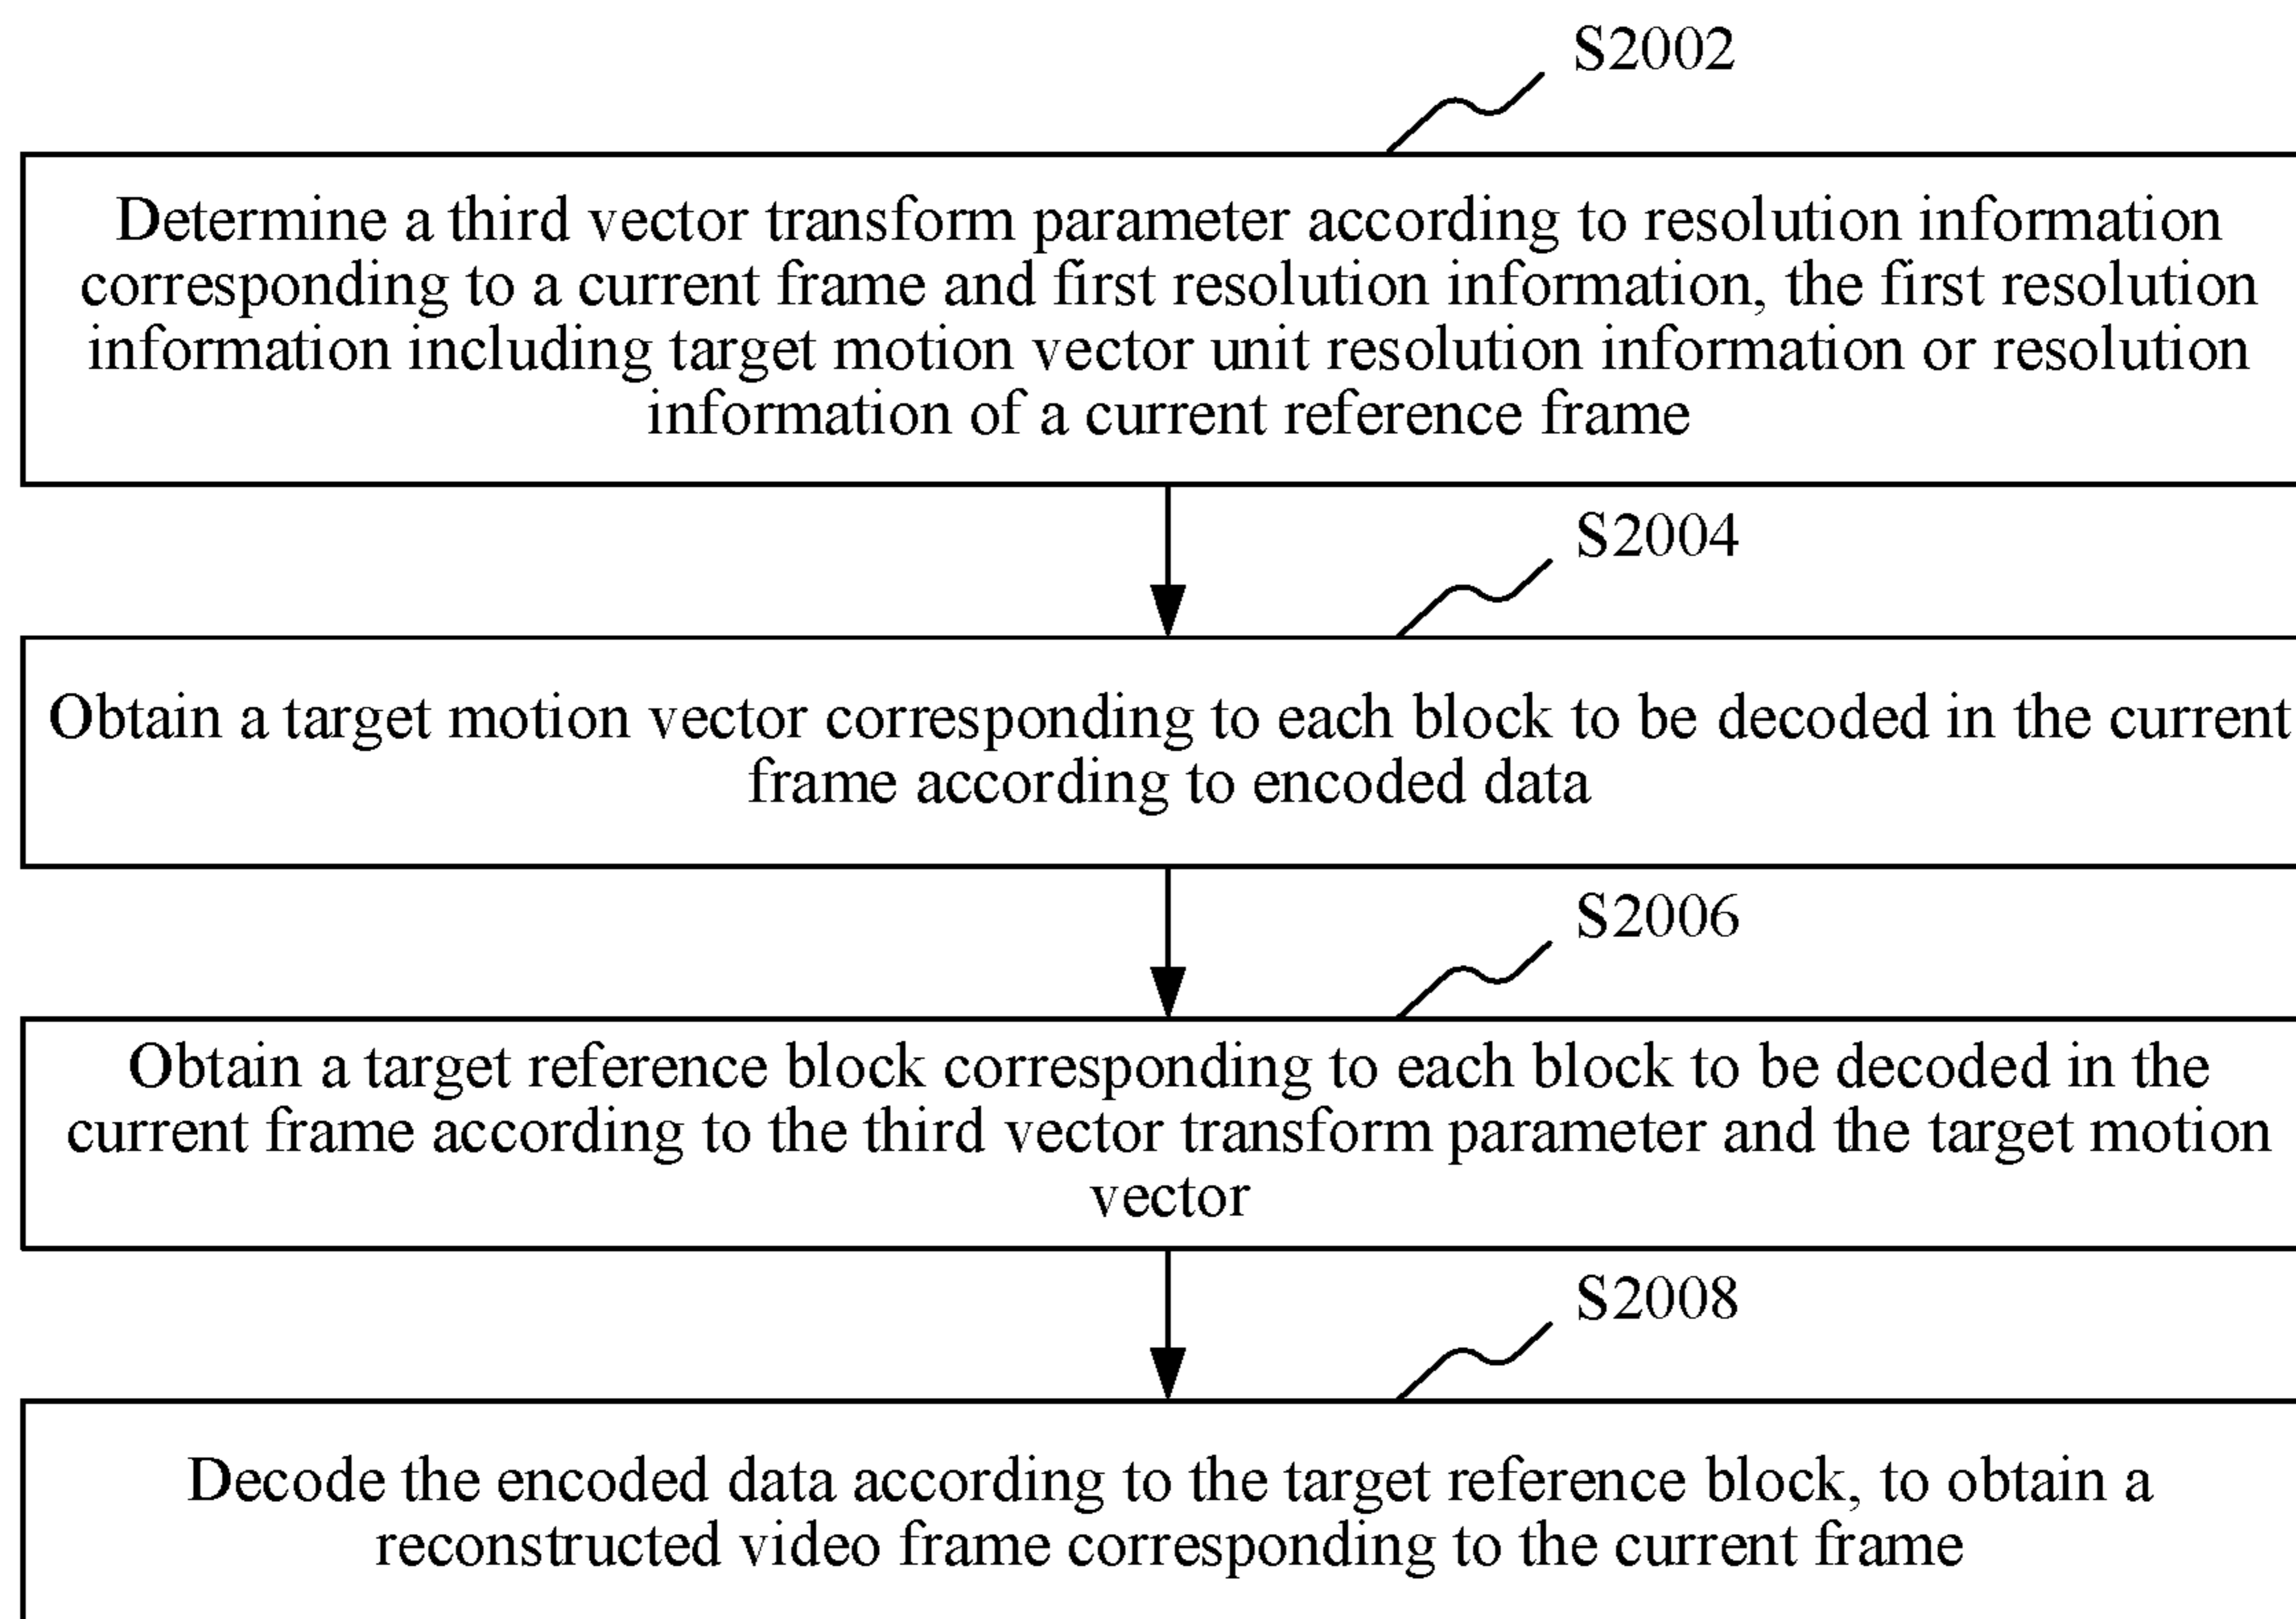 S2002
Determine a third vector transform parameter according to resolution information
corresponding to a current frame and first resolution information, the first resolution
information including target motion vector unit resolution information or resolution
information of a current reference frame
S2004
Obtain a target motion vector corresponding to each block to be decoded in the current
frame according to encoded data
S2006
Obtain a target reference block corresponding to each block to be decoded in the
current frame according to the third vector transform parameter and the target motion
vector
S2008
Decode the encoded data according to the target reference block, to obtain a
reconstructed video frame corresponding to the current frame